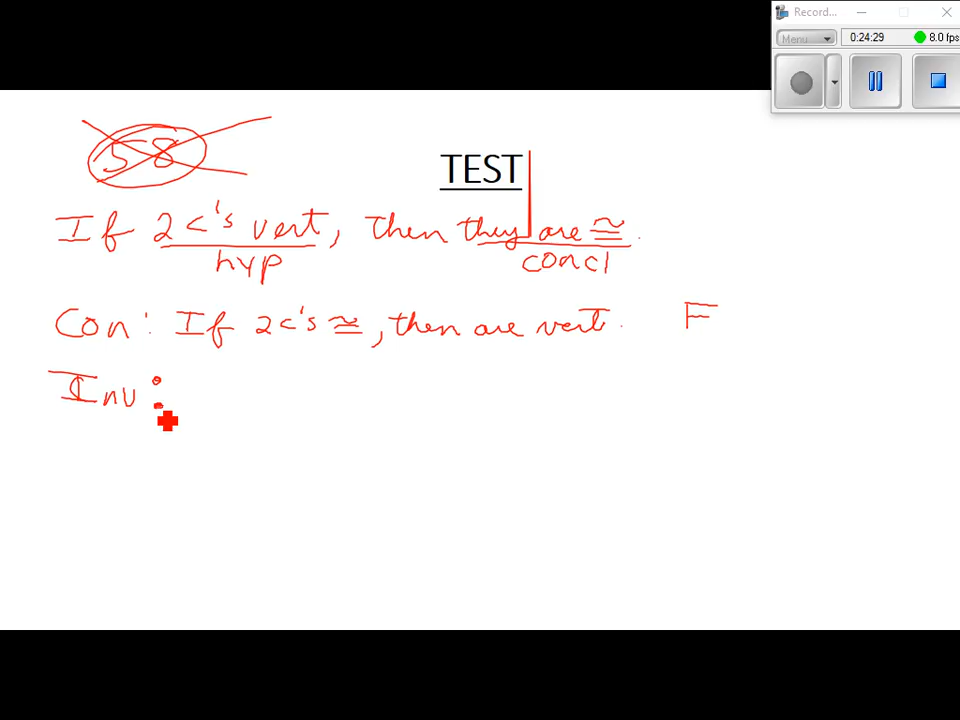 Record...
Menu
0:24:29
8.0 fps
58
TEST
If 2 <'s vert, then they are ≅.
hyp
concl
Con: If 2 <'s ≅, then are vert. F
Inv: